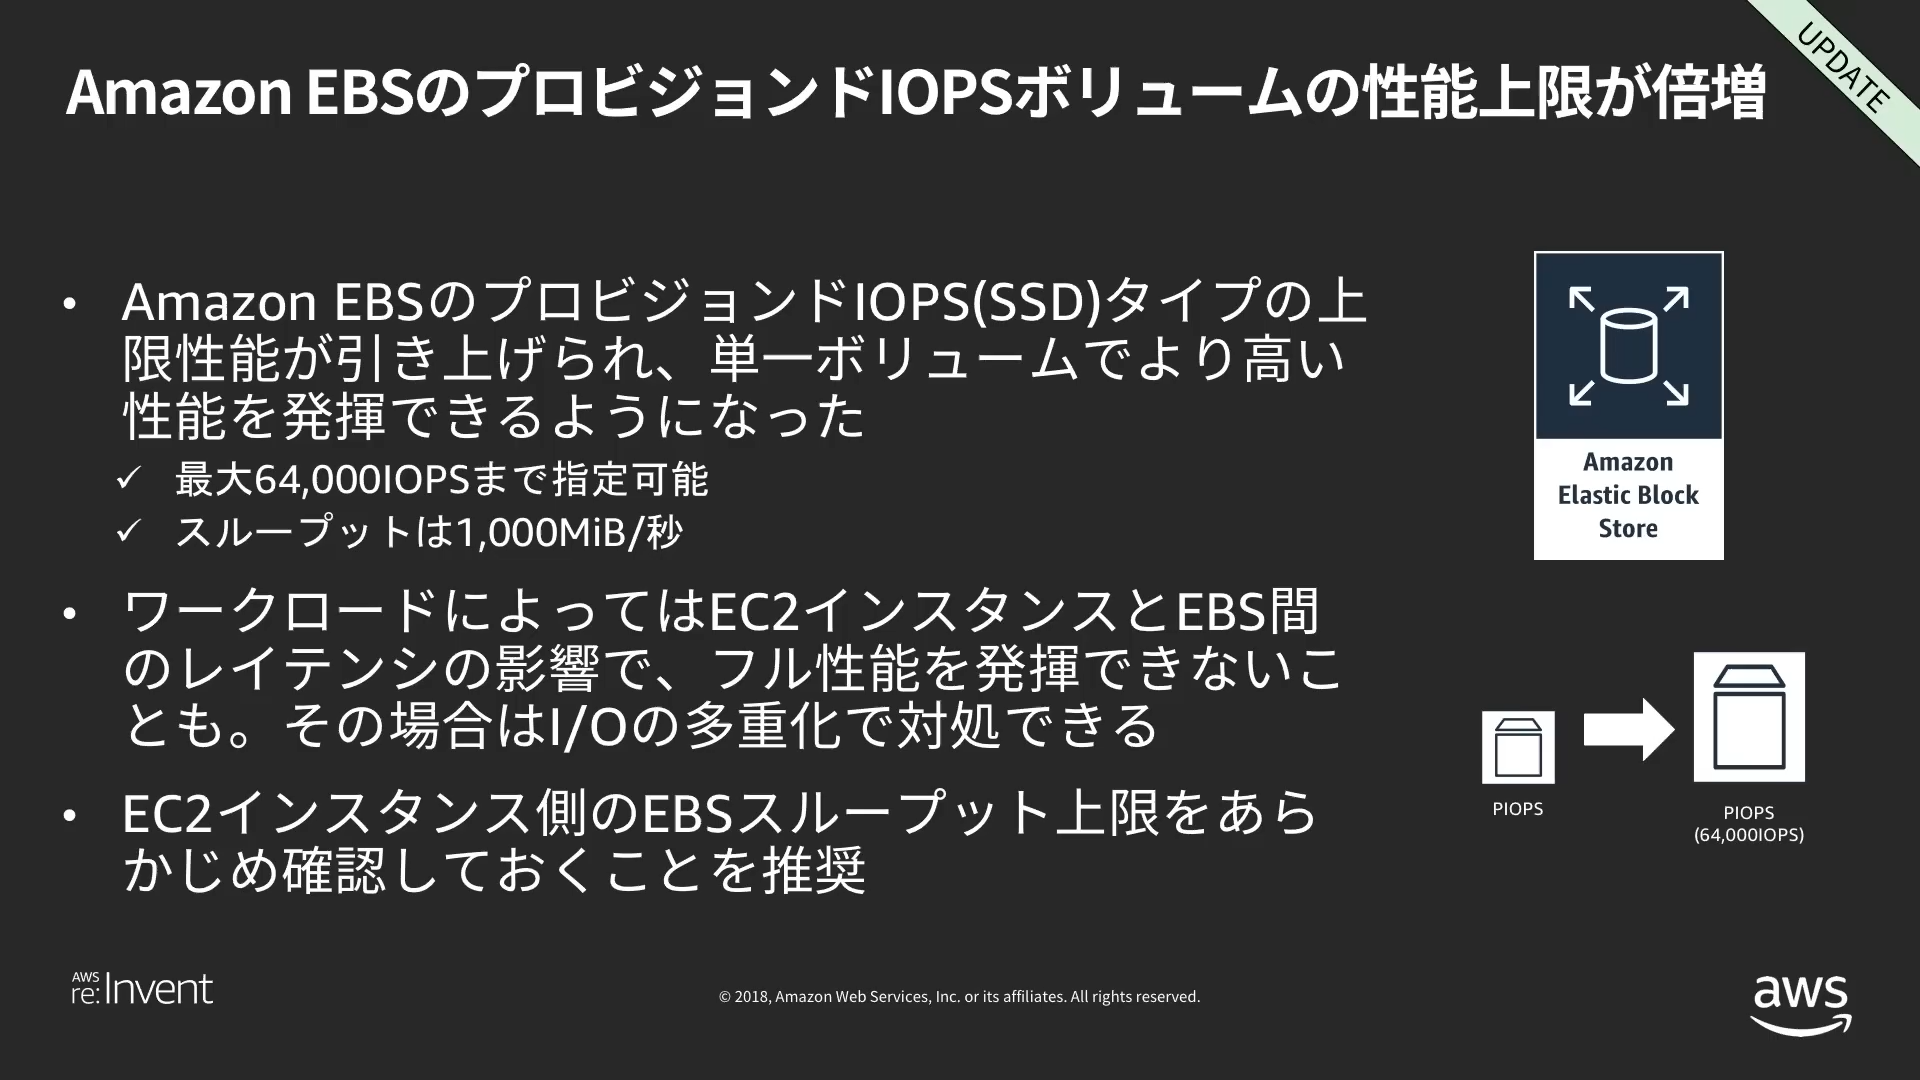 Amazon EBSのプロビジョンドIOPSボリュームの性能上限が倍増
UPDATE
• Amazon EBSのプロビジョンドIOPS(SSD)タイプの上
限性能が引き上げられ、単一ボリュームでより高い
性能を発揮できるようになった
✓ 最大64,000IOPSまで指定可能
✓ スループットは1,000MiB/秒
• ワークロードによってはEC2インスタンスとEBS間
のレイテンシの影響で、フル性能を発揮できないこ
とも。その場合はI/Oの多重化で対処できる
• EC2インスタンス側のEBSスループット上限をあら
かじめ確認しておくことを推奨
Amazon
Elastic Block
Store
PIOPS
PIOPS
(64,000IOPS)
AWS
re:Invent
© 2018, Amazon Web Services, Inc. or its affiliates. All rights reserved.
aws